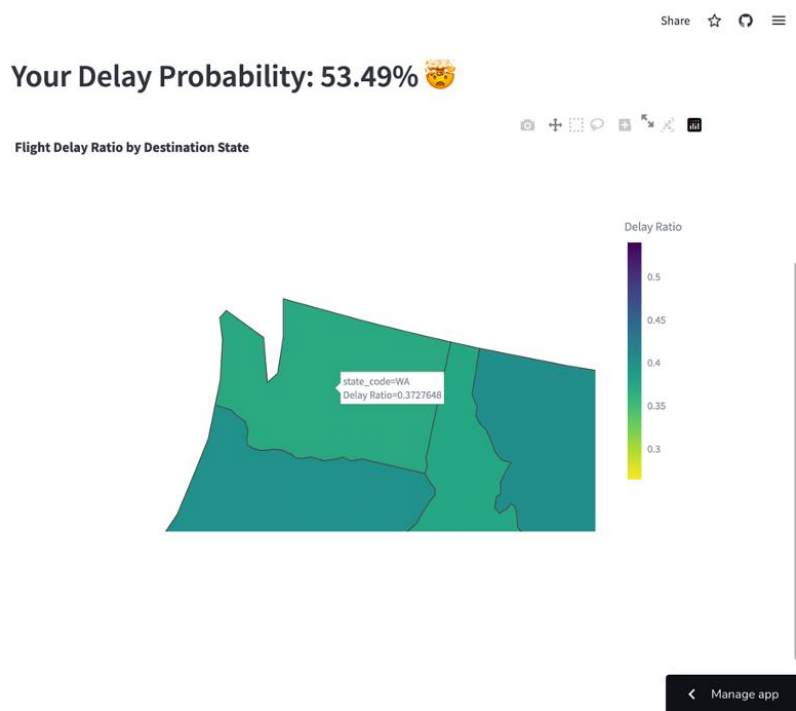 Share
Your Delay Probability: 53.49% 🤯
Flight Delay Ratio by Destination State
Delay Ratio
0.5
0.45
0.4
0.35
0.3
state_code=WA
Delay Ratio=0.3727648
Manage app